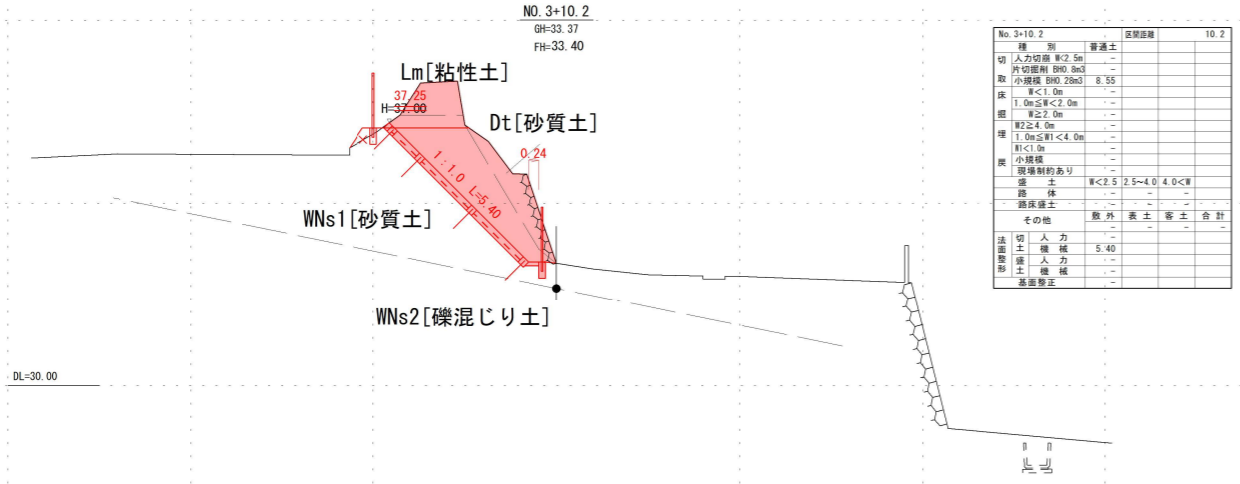 NO.3+10.2
GH=33.37
FH=33.40
Lm[粘性土]
37.25
H=37.00
Dt[砂質土]
0.24
1:1.0 L=5.40
WNs1[砂質土]
WNs2[礫混じり土]
DL=30.00
No.3+10.2 区間距離 10.2
種 別 普通土
切取 人力切崩 W<2.5m -
片切掘削 BH0.8m3 -
小規模 BH0.28m3 8.55
床掘 W<1.0m -
1.0m≦W<2.0m -
W≧2.0m -
埋戻 W2≧4.0m -
1.0m≦W1<4.0m -
W1<1.0m -
小規模 -
現場制約あり -
盛 土 W<2.5 2.5~4.0 4.0<W
路 体 - - -
路床盛土 - - -
その他 敷外 表土 客土 合計
- - - -
法面整形 切土 人 力 -
機 械 5.40
盛土 人 力 -
機 械 -
基面整正 -